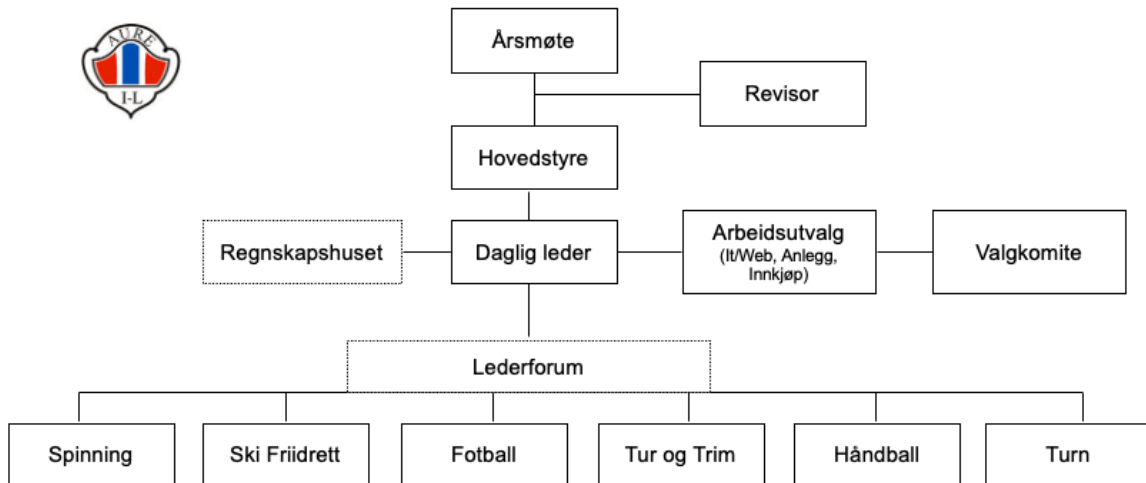 AURE
I-L
Årsmøte
Revisor
Hovedstyre
Regnskapshuset
Daglig leder
Arbeidsutvalg
(It/Web, Anlegg,
Innkjøp)
Valgkomite
Lederforum
Spinning
Ski Friidrett
Fotball
Tur og Trim
Håndball
Turn